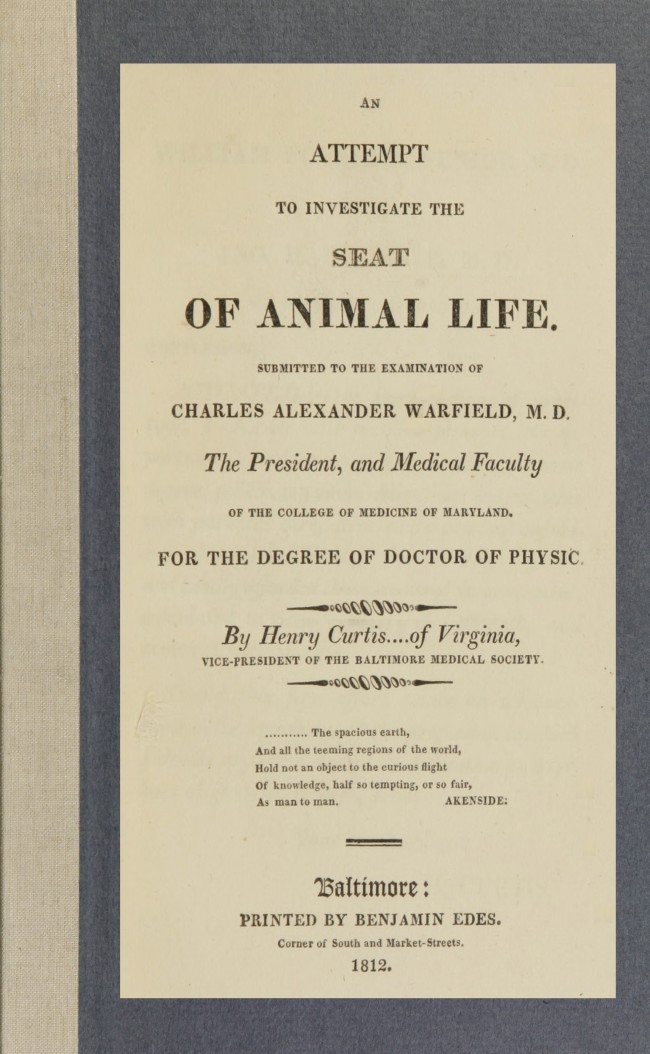 AN
ATTEMPT
TO INVESTIGATE THE
SEAT
OF ANIMAL LIFE.
SUBMITTED TO THE EXAMINATION OF
CHARLES ALEXANDER WARFIELD, M. D.
The President, and Medical Faculty
OF THE COLLEGE OF MEDICINE OF MARYLAND.
FOR THE DEGREE OF DOCTOR OF PHYSIC.
By Henry Curtis....of Virginia,
VICE-PRESIDENT OF THE BALTIMORE MEDICAL SOCIETY.
........... The spacious earth,
And all the teeming regions of the world,
Hold not an object to the curious flight
Of knowledge, half so tempting, or so fair,
As man to man. AKENSIDE.
Baltimore:
PRINTED BY BENJAMIN EDES.
Corner of South and Market-Streets.
1812.